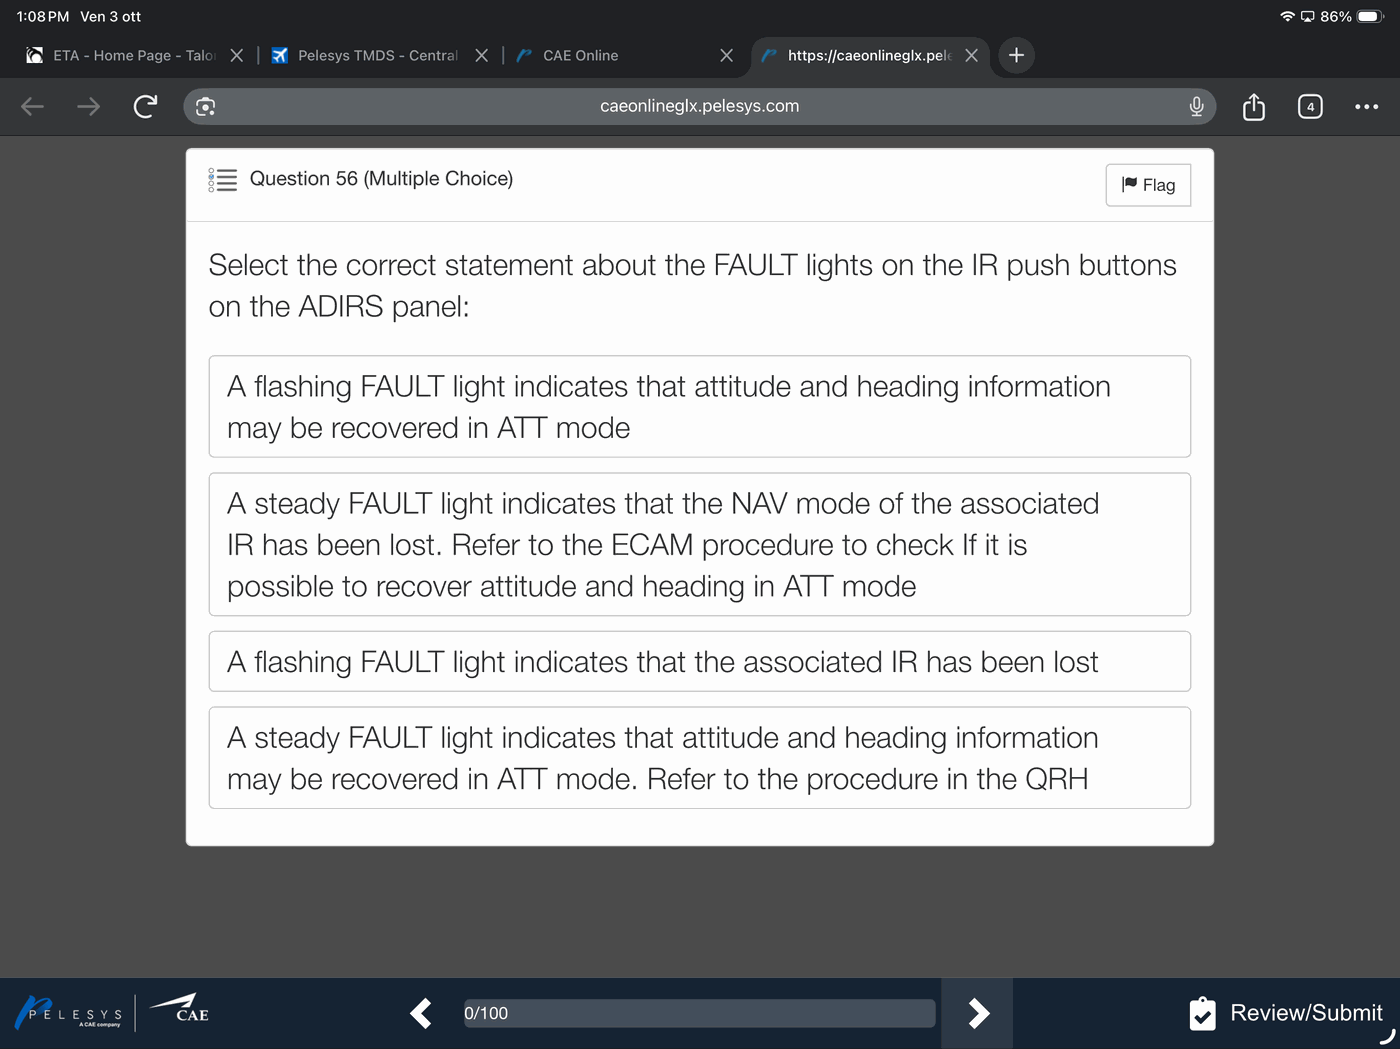 1:08 PM Ven 3 ott
86%
ETA - Home Page - Talo
Pelesys TMDS - Central
CAE Online
https://caeonlineglx.pele
caeonlineglx.pelesys.com
4
Question 56 (Multiple Choice)
Flag
Select the correct statement about the FAULT lights on the IR push buttons
on the ADIRS panel:
A flashing FAULT light indicates that attitude and heading information
may be recovered in ATT mode
A steady FAULT light indicates that the NAV mode of the associated
IR has been lost. Refer to the ECAM procedure to check If it is
possible to recover attitude and heading in ATT mode
A flashing FAULT light indicates that the associated IR has been lost
A steady FAULT light indicates that attitude and heading information
may be recovered in ATT mode. Refer to the procedure in the QRH
PELESYS
A CAE company
CAE
0/100
Review/Submit